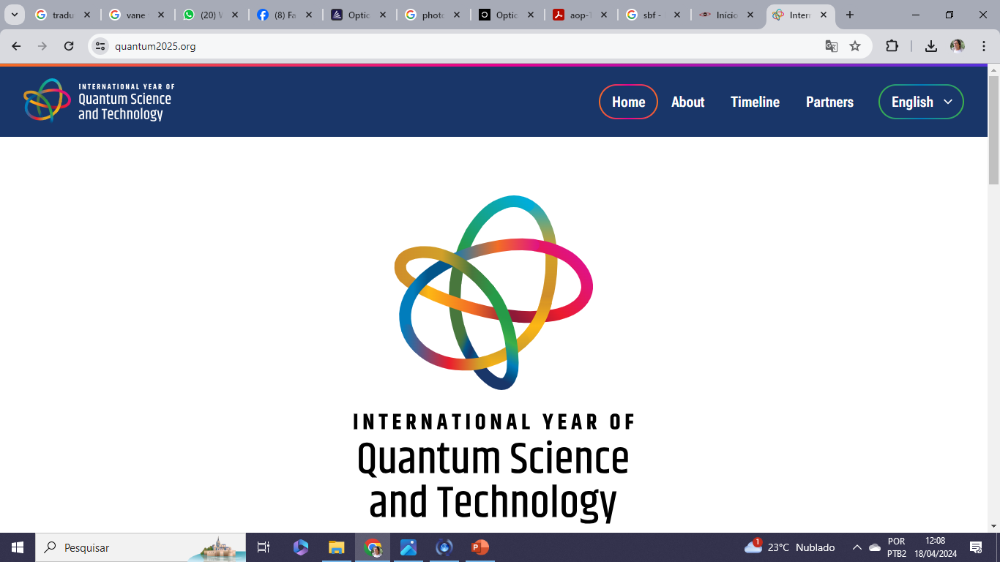 tradu
vane
(20) W
(8) Fa
Optic
photo
Optic
aop-1
sbf -
Início
Intern
quantum2025.org
INTERNATIONAL YEAR OF
Quantum Science
and Technology
Home
About
Timeline
Partners
English
INTERNATIONAL YEAR OF
Quantum Science
and Technology
Pesquisar
1
23°C Nublado
POR
PTB2
12:08
18/04/2024